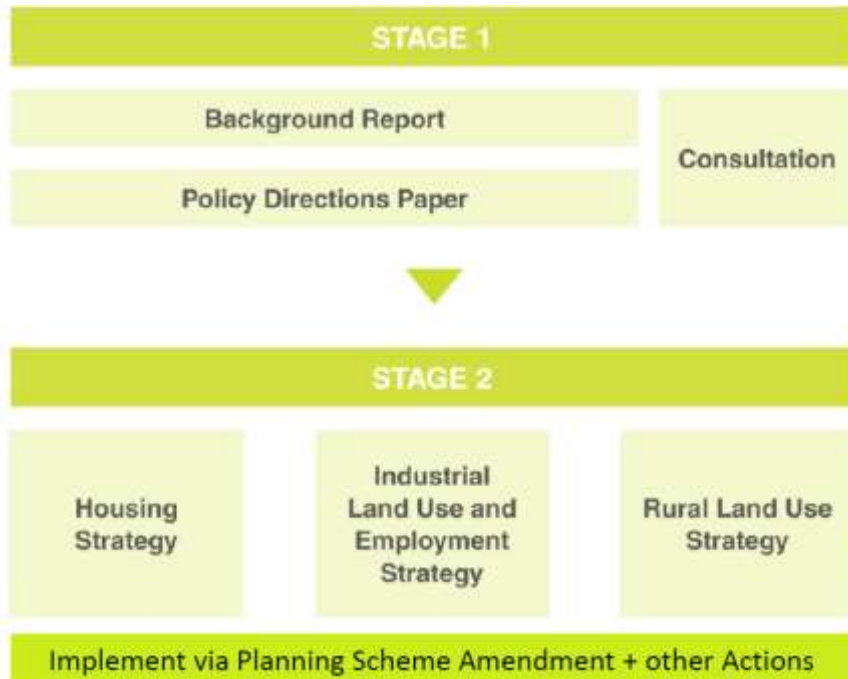 STAGE 1
Background Report
Policy Directions Paper
Consultation
STAGE 2
Housing
Strategy
Industrial
Land Use and
Employment
Strategy
Rural Land Use
Strategy
Implement via Planning Scheme Amendment + other Actions